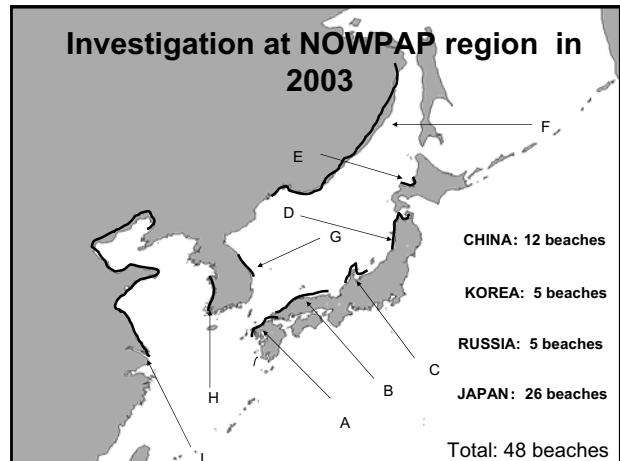 Investigation at NOWPAP region in
2003
F
E
D
G
CHINA: 12 beaches
KOREA: 5 beaches
RUSSIA: 5 beaches
C
B
JAPAN: 26 beaches
H
A
Total: 48 beaches